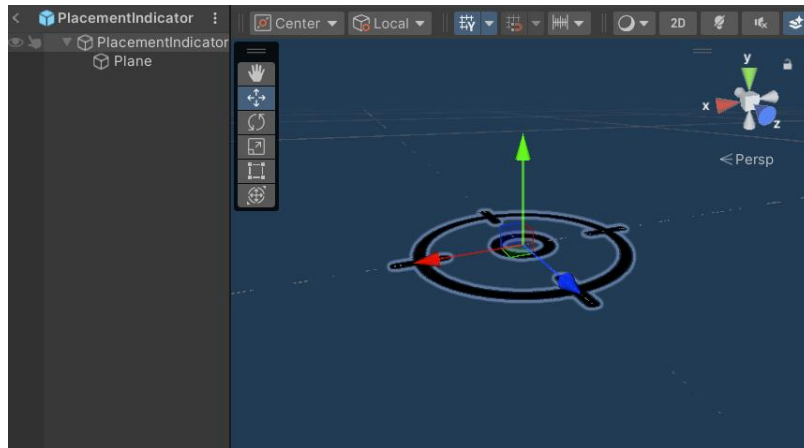 PlacementIndicator
Center Local 2D
PlacementIndicator
Plane
y
x
z
Persp